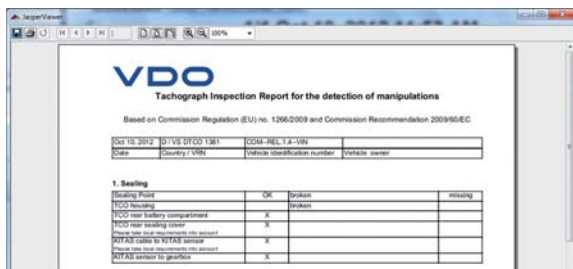 JasperViewer
100%
VDO
Tachograph Inspection Report for the detection of manipulations
Based on Commission Regulation (EU) no. 1266/2009 and Commission Recommendation 2009/60/EC
Oct 10, 2012 D / VS DTCO 1381 COM-REL.1.4-VIN
Date Country / VRN Vehicle identification number Vehicle owner
1. Sealing
Sealing Point OK broken missing
TCO housing broken
TCO rear battery compartment X
TCO rear sealing cover X
Please take local requirements into account
KITAS cable to KITAS sensor X
Please take local requirements into account
KITAS sensor to gearbox X